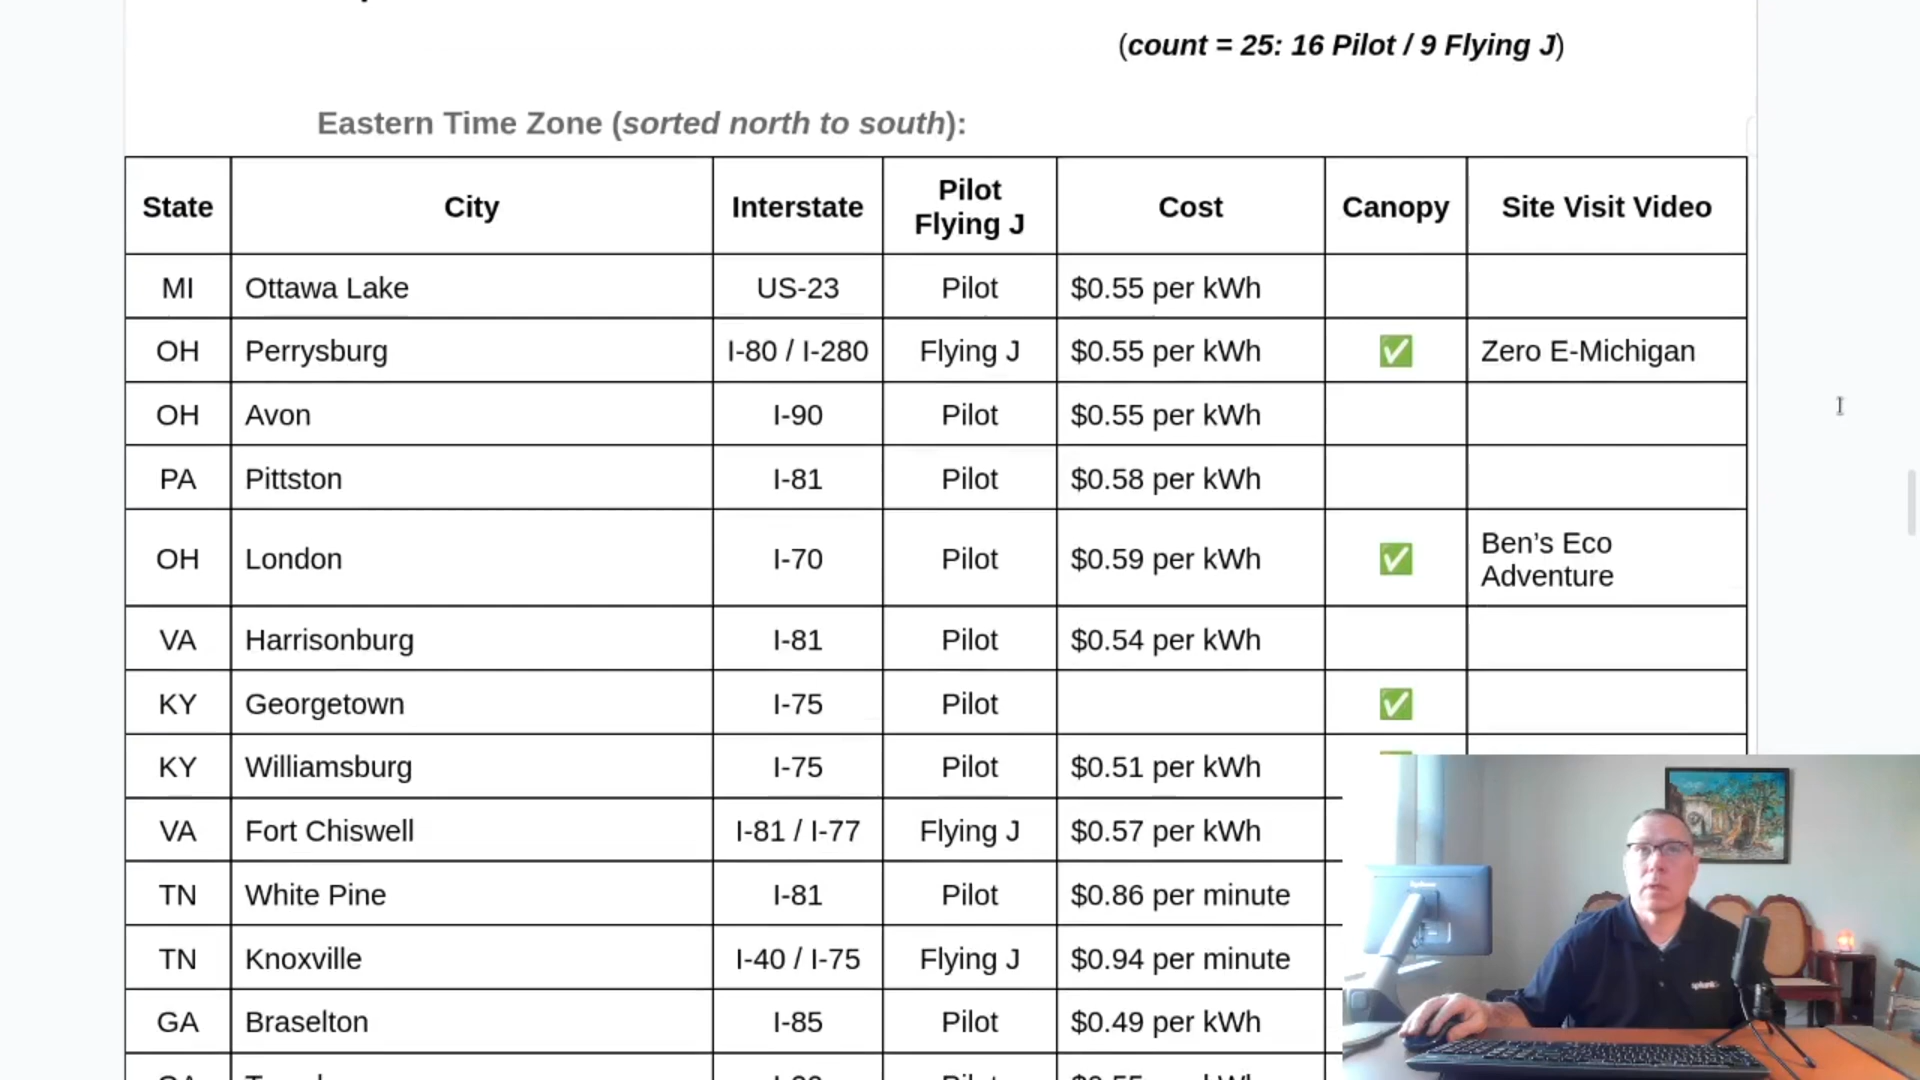 (count = 25: 16 Pilot / 9 Flying J)
Eastern Time Zone (sorted north to south):
State City Interstate Pilot Flying J Cost Canopy Site Visit Video
MI Ottawa Lake US-23 Pilot $0.55 per kWh
OH Perrysburg I-80 / I-280 Flying J $0.55 per kWh ✅ Zero E-Michigan
OH Avon I-90 Pilot $0.55 per kWh
PA Pittston I-81 Pilot $0.58 per kWh
OH London I-70 Pilot $0.59 per kWh ✅ Ben’s Eco Adventure
VA Harrisonburg I-81 Pilot $0.54 per kWh
KY Georgetown I-75 Pilot ✅
KY Williamsburg I-75 Pilot $0.51 per kWh
VA Fort Chiswell I-81 / I-77 Flying J $0.57 per kWh
TN White Pine I-81 Pilot $0.86 per minute
TN Knoxville I-40 / I-75 Flying J $0.94 per minute
GA Braselton I-85 Pilot $0.49 per kWh
splunk